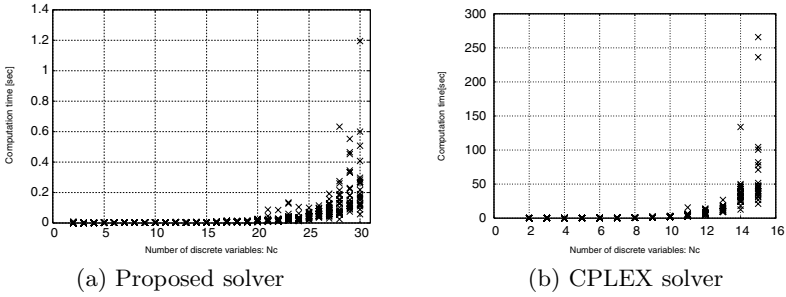 1.4
1.2
1
0.8
0.6
0.4
0.2
0
0 5 10 15 20 25 30
Computation time [sec]
Number of discrete variables: Nc
(a) Proposed solver
300
250
200
150
100
50
0
0 2 4 6 8 10 12 14 16
Computation time[sec]
Number of discrete variables: Nc
(b) CPLEX solver